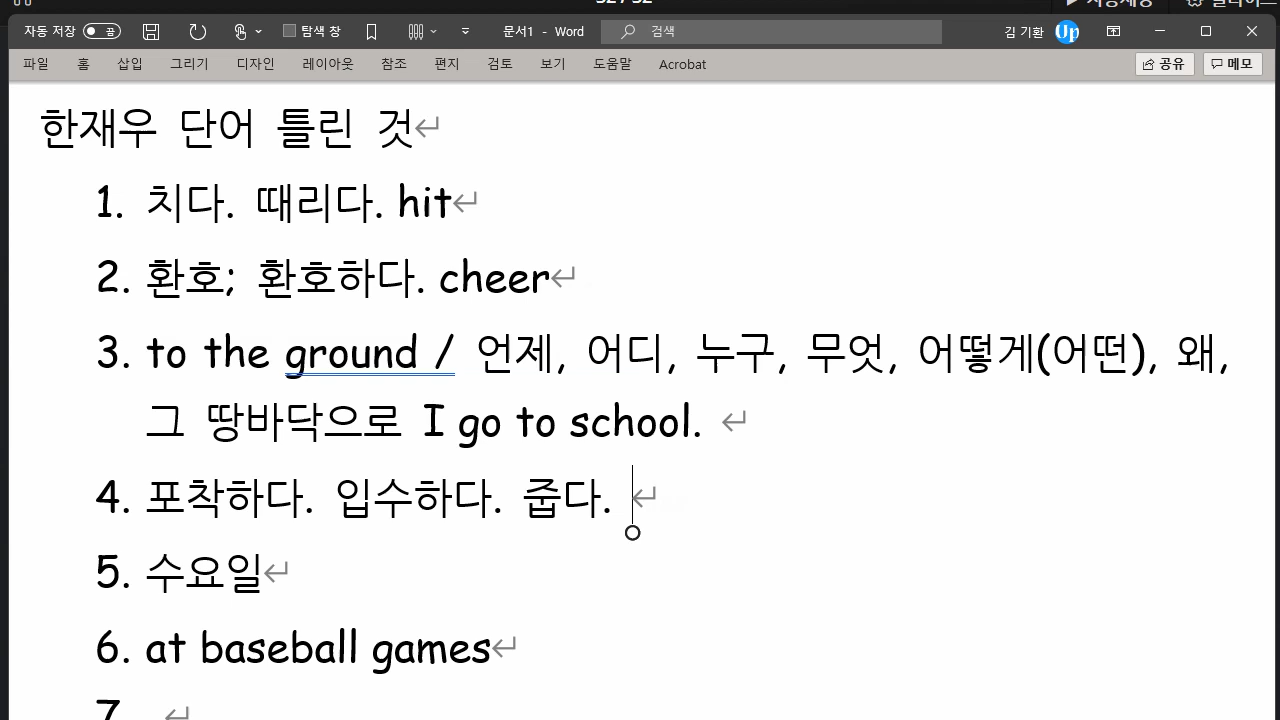 자동 저장 끔 탐색 창 문서1 - Word 검색 김 기환 Up
파일 홈 삽입 그리기 디자인 레이아웃 참조 편지 검토 보기 도움말 Acrobat 공유 메모
한재우 단어 틀린 것
1. 치다. 때리다. hit
2. 환호; 환호하다. cheer
3. to the ground / 언제, 어디, 누구, 무엇, 어떻게(어떤), 왜,
그 땅바닥으로 I go to school.
4. 포착하다. 입수하다. 줍다.
5. 수요일
6. at baseball games
7.